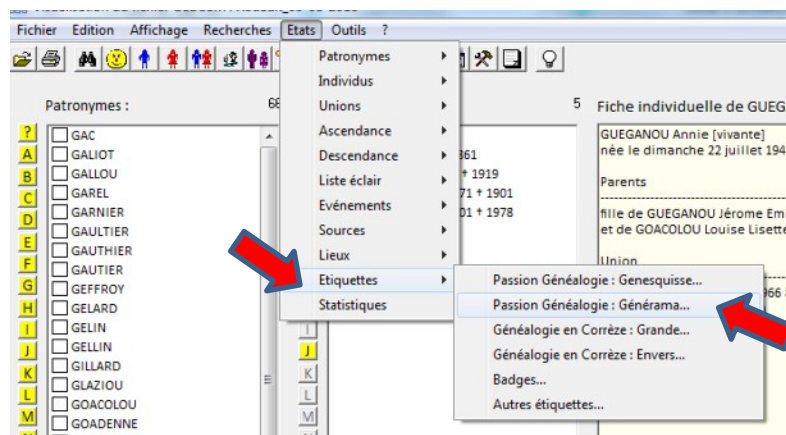 Fichier Edition Affichage Recherches Etats Outils ?
Patronymes :
5
Fiche individuelle de GUEG
?
A
B
C
D
E
F
G
H
I
J
K
L
M
GAC
GALIOT
GALLOU
GAREL
GARNIER
GAULTIER
GAUTHIER
GAUTIER
GEFFROY
GELARD
GELIN
GELLIN
GILLARD
GLAZIOU
GOACOLOU
GOADENNE
Patronymes
Individus
Unions
Ascendance
Descendance
Liste éclair
Evénements
Sources
Lieux
Etiquettes
Statistiques
361
† 1919
71 † 1901
01 † 1978
I
J
K
L
M
Passion Généalogie : Genesquisse...
Passion Généalogie : Générama...
Généalogie en Corrèze : Grande...
Généalogie en Corrèze : Envers...
Badges...
Autres étiquettes...
GUEGANOU Annie [vivante]
née le dimanche 22 juillet 194
Parents
fille de GUEGANOU Jérome Em
et de GOACOLOU Louise Lisette
Union
966